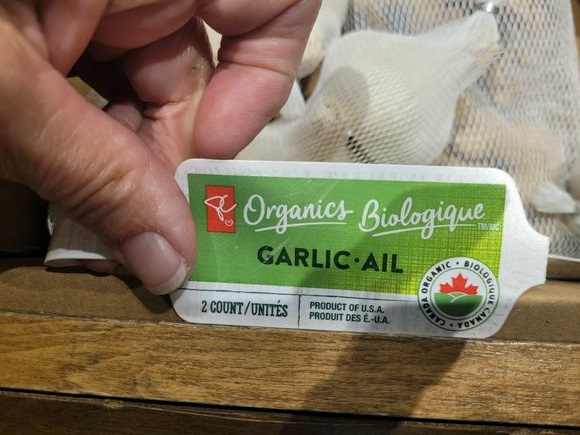 PC Organics Biologique TM/MC
GARLIC·AIL
2 COUNT/UNITÉS
PRODUCT OF U.S.A.
PRODUIT DES É.-U.A.
CANADA ORGANIC • BIOLOGIQUE CANADA •